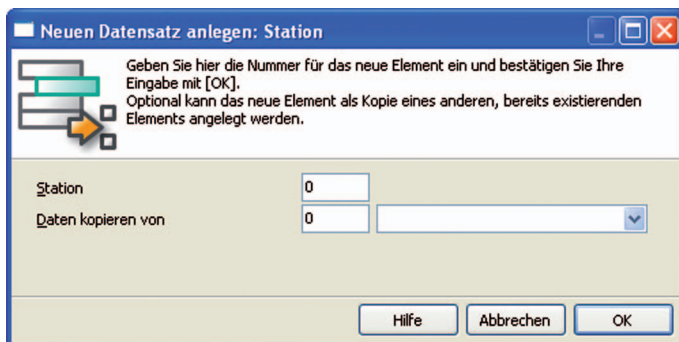 Neuen Datensatz anlegen: Station
Geben Sie hier die Nummer für das neue Element ein und bestätigen Sie Ihre
Eingabe mit [OK].
Optional kann das neue Element als Kopie eines anderen, bereits existierenden
Elements angelegt werden.
Station 0
Daten kopieren von 0
Hilfe Abbrechen OK